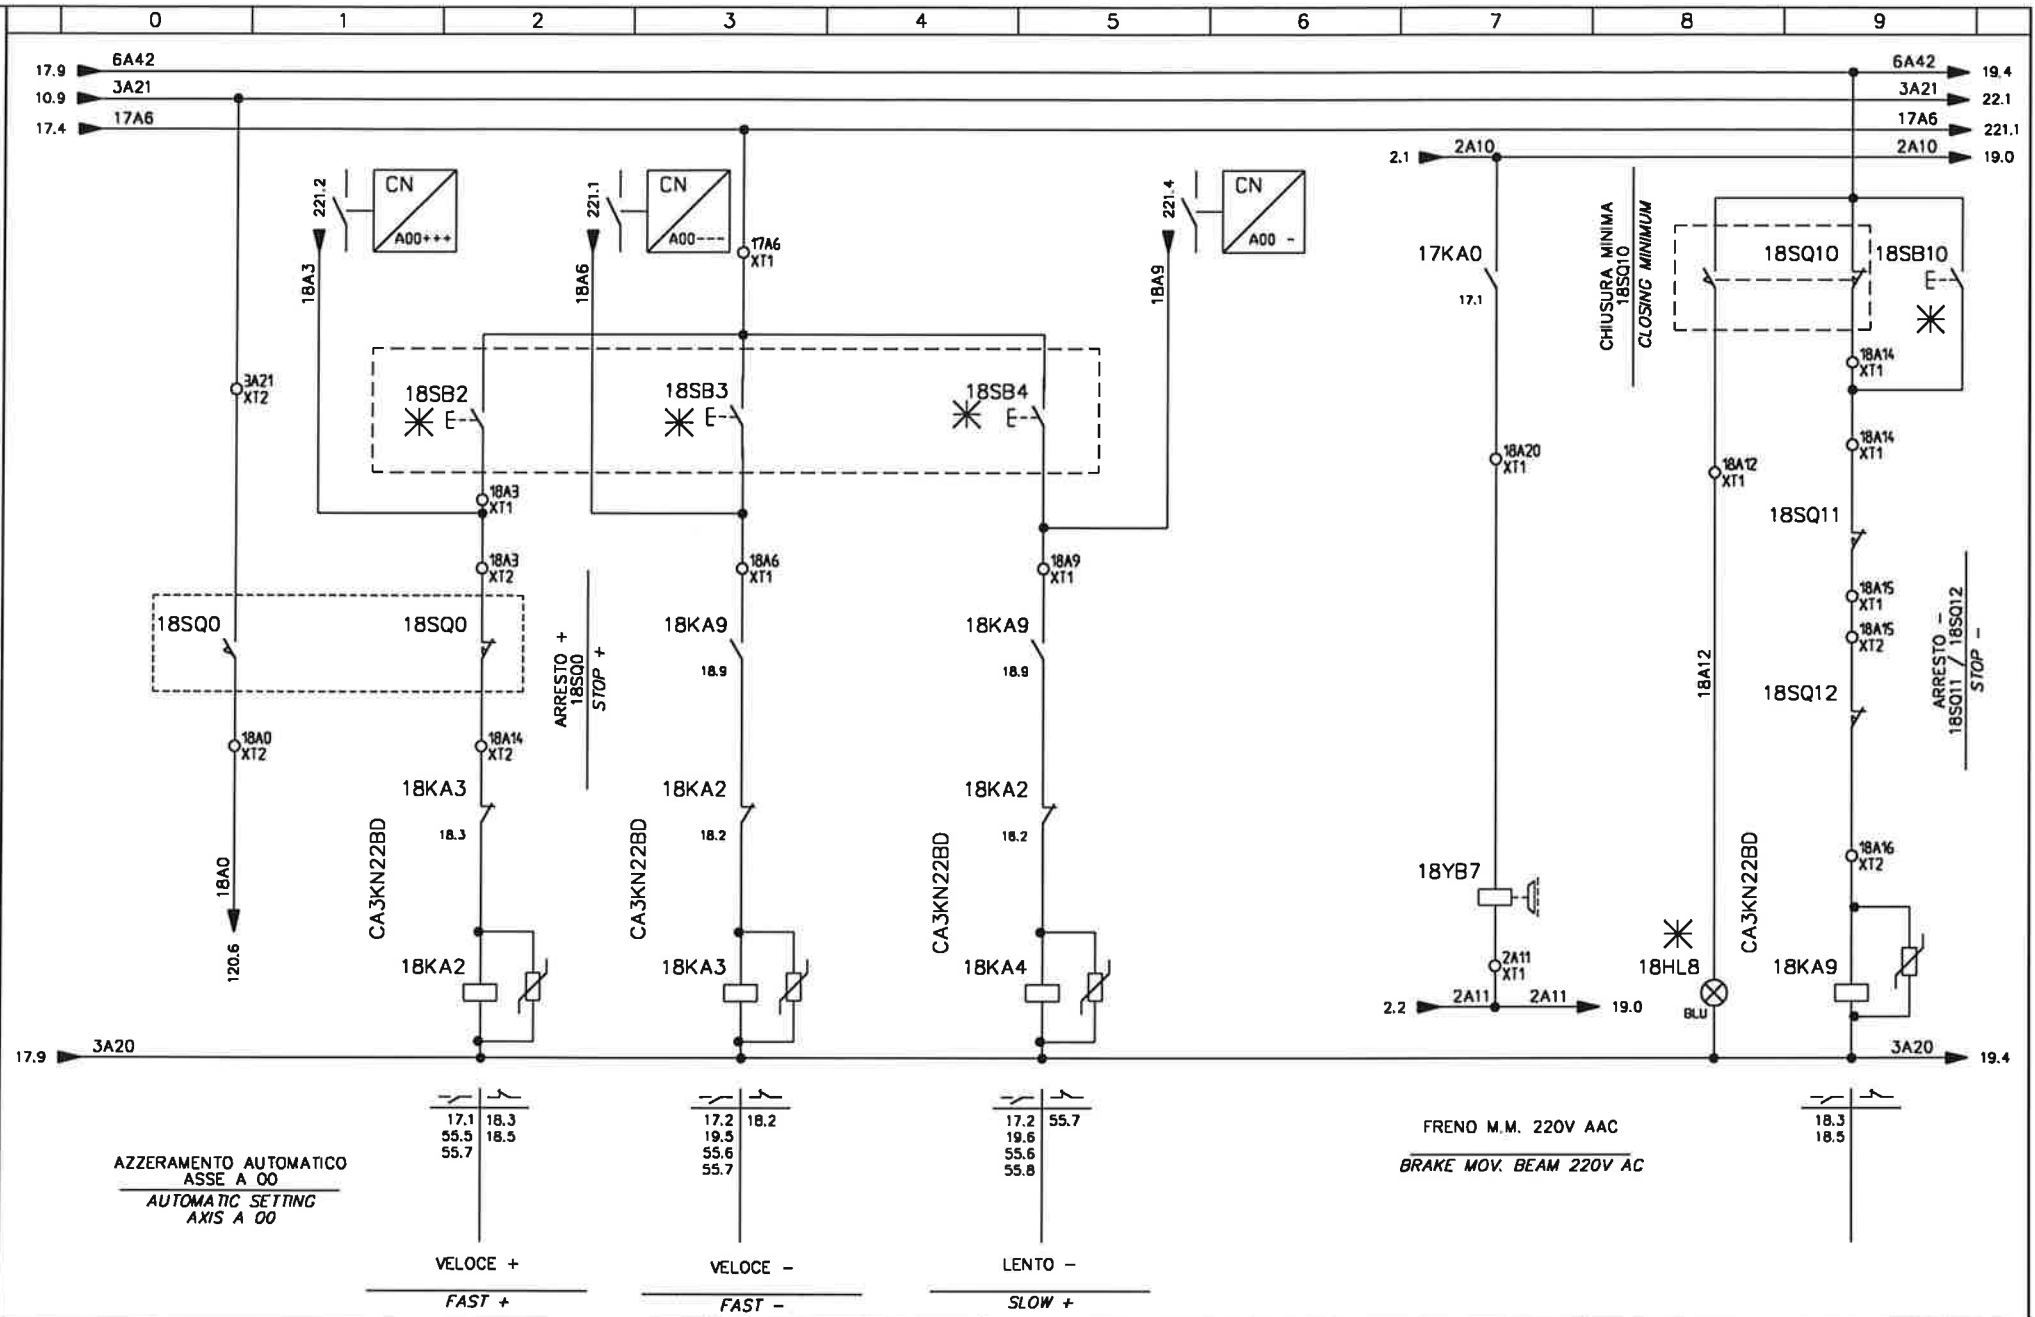 0 1 2 3 4 5 6 7 8 9
17.9 6A42 6A42 19.4
10.9 3A21 3A21 22.1
17.4 17A6 17A6 221.1
2.1 2A10 2A10 19.0
221.2
18A3
CN
A00+++
221.1
18A6
CN
A00---
17A6
XT1
221.4
18A9
CN
A00 -
17KA0
17.1
CHIUSURA MINIMA
18SQ10
CLOSING MINIMUM
18SQ10
18SB10
18A14
XT1
3A21
XT2
18SB2
18SB3
18SB4
18A3
XT1
18A20
XT1
18A12
XT1
18A14
XT1
18SQ11
18A3
XT2
18A6
XT1
18A9
XT1
18A15
XT1
18A15
XT2
18SQ0
18SQ0
ARRESTO +
18SQ0
STOP +
18KA9
18.9
18KA9
18.9
18A12
18SQ12
ARRESTO -
18SQ11 / 18SQ12
STOP -
18A0
XT2
18A14
XT2
18KA3
18.3
18KA2
18.2
18KA2
18.2
18A0
120.6
CA3KN22BD
CA3KN22BD
CA3KN22BD
18YB7
CA3KN22BD
18A16
XT2
18KA2
18KA3
18KA4
2A11
XT1
18HL8
BLU
18KA9
2.2 2A11 2A11 19.0
17.9 3A20 3A20 19.4
17.1 18.3
55.5 18.5
55.7
17.2 18.2
19.5
55.6
55.7
17.2 55.7
19.6
55.6
55.8
18.3
18.5
FRENO M.M. 220V AAC
BRAKE MOV. BEAM 220V AC
AZZERAMENTO AUTOMATICO
ASSE A 00
AUTOMATIC SETTING
AXIS A 00
VELOCE +
FAST +
VELOCE -
FAST -
LENTO -
SLOW +